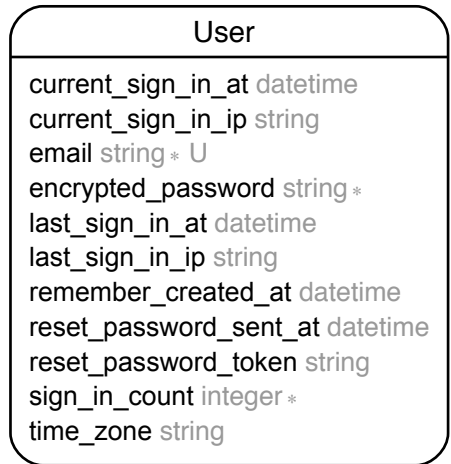 User
current_sign_in_at datetime
current_sign_in_ip string
email string* U
encrypted_password string*
last_sign_in_at datetime
last_sign_in_ip string
remember_created_at datetime
reset_password_sent_at datetime
reset_password_token string
sign_in_count integer*
time_zone string